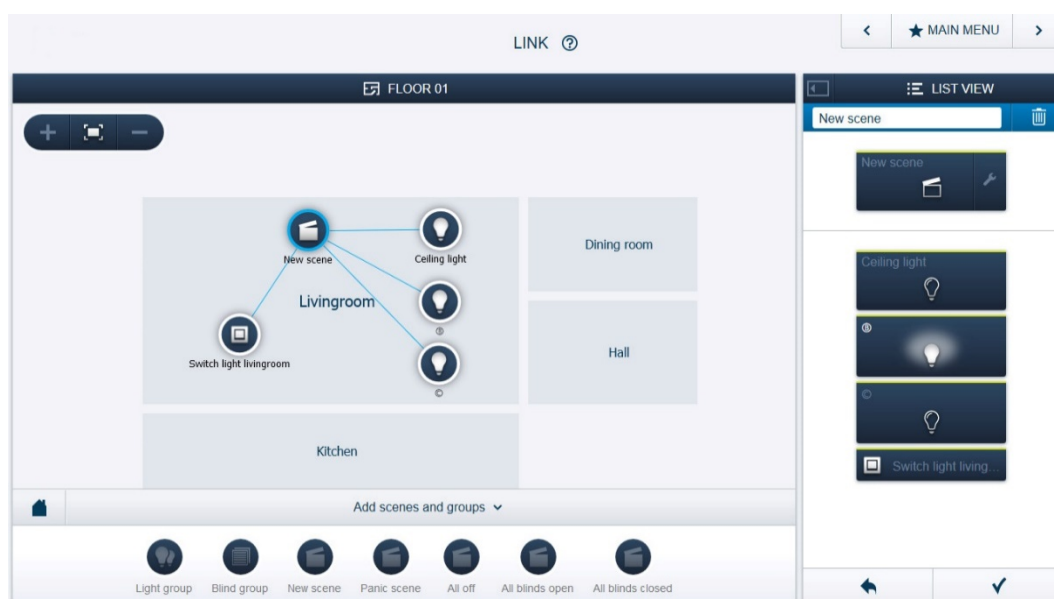 LINK ?
MAIN MENU
FLOOR 01
LIST VIEW
New scene
New scene
New scene
Ceiling light
Dining room
Livingroom
Ⓑ
Switch light livingroom
Hall
©
Kitchen
Ceiling light
Ⓑ
©
Switch light living...
Add scenes and groups
Light group
Blind group
New scene
Panic scene
All off
All blinds open
All blinds closed